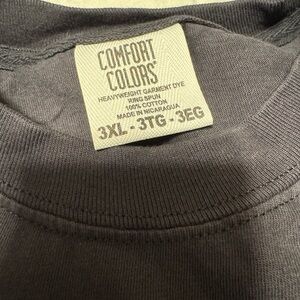 COMFORT
COLORS®
HEAVYWEIGHT GARMENT DYE
RING SPUN
100% COTTON
MADE IN NICARAGUA
3XL - 3TG - 3EG